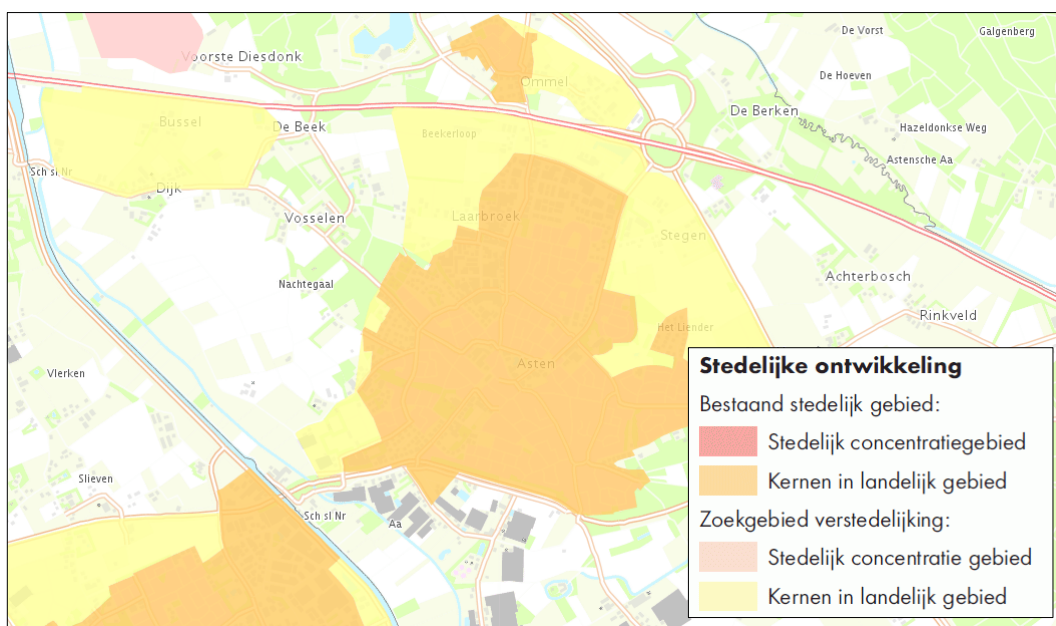 De Vorst
Galgenberg
Voorste Diesdonk
De Hoeven
Ommel
De Berken
Bussel
De Beek
Beekerloop
Hazeldonkse Weg
Astensche Aa
Sch sl Nr
Dijk
Vosselen
Laarbroek
Stegen
Achterbosch
Nachtegaal
Rinkveld
Het Liender
Asten
Vlerken
Slieven
Sch sl Nr
Aa
Stedelijke ontwikkeling
Bestaand stedelijk gebied:
Stedelijk concentratiegebied
Kernen in landelijk gebied
Zoekgebied verstedelijking:
Stedelijk concentratie gebied
Kernen in landelijk gebied